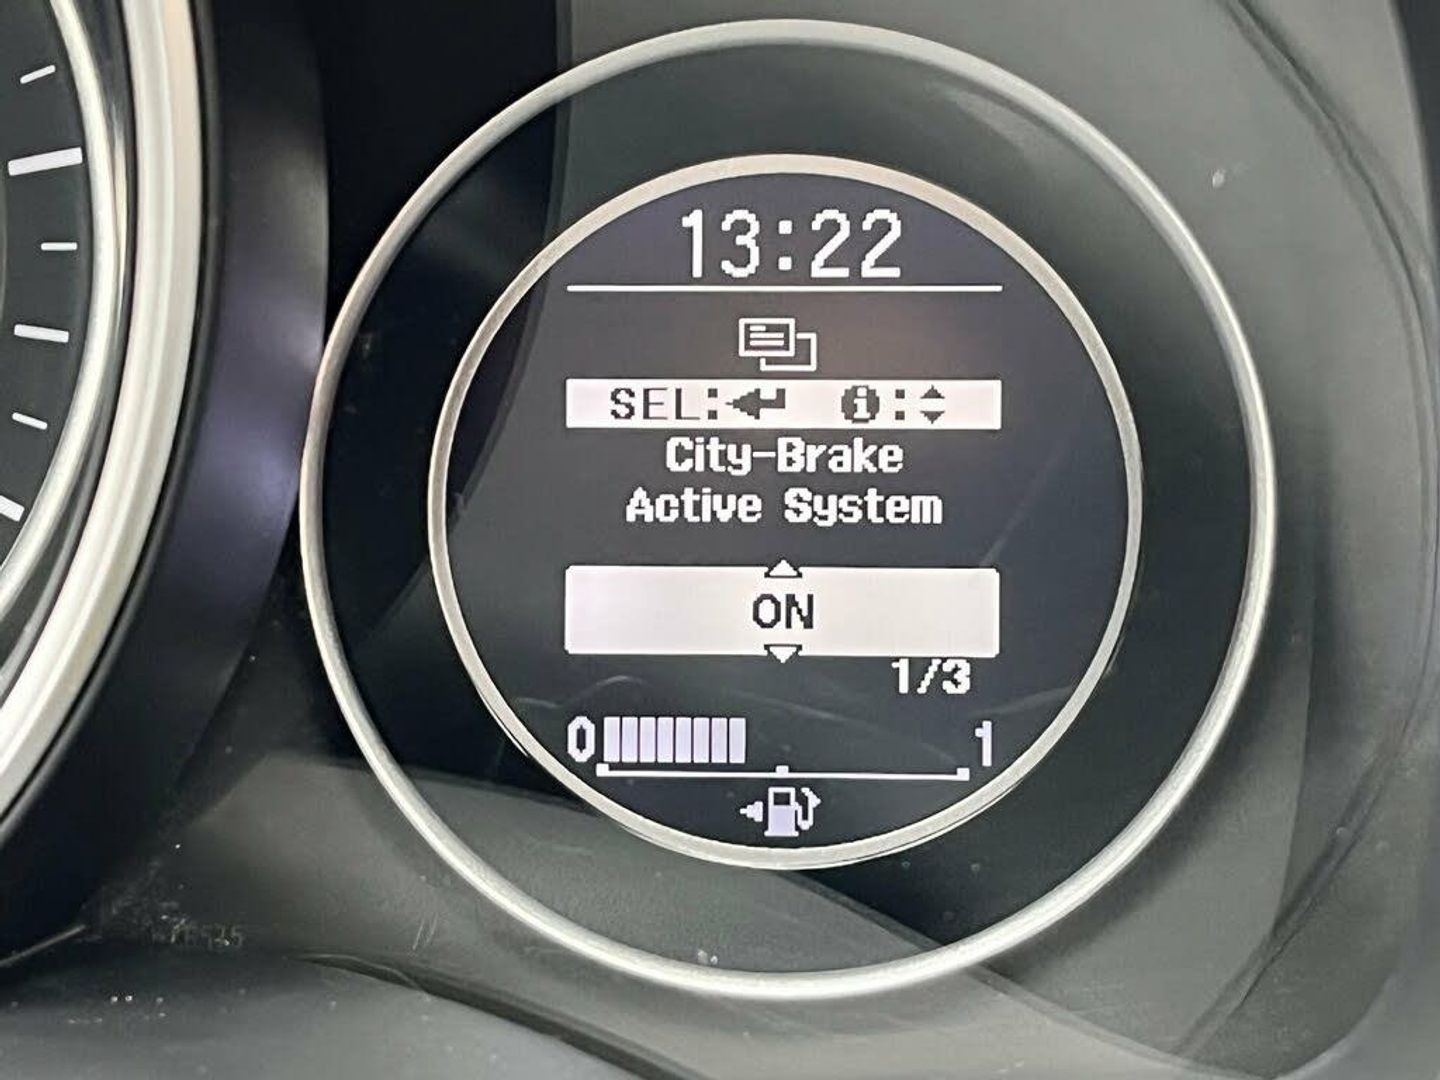 13:22
SEL: i:
City-Brake
Active System
ON
1/3
0 1